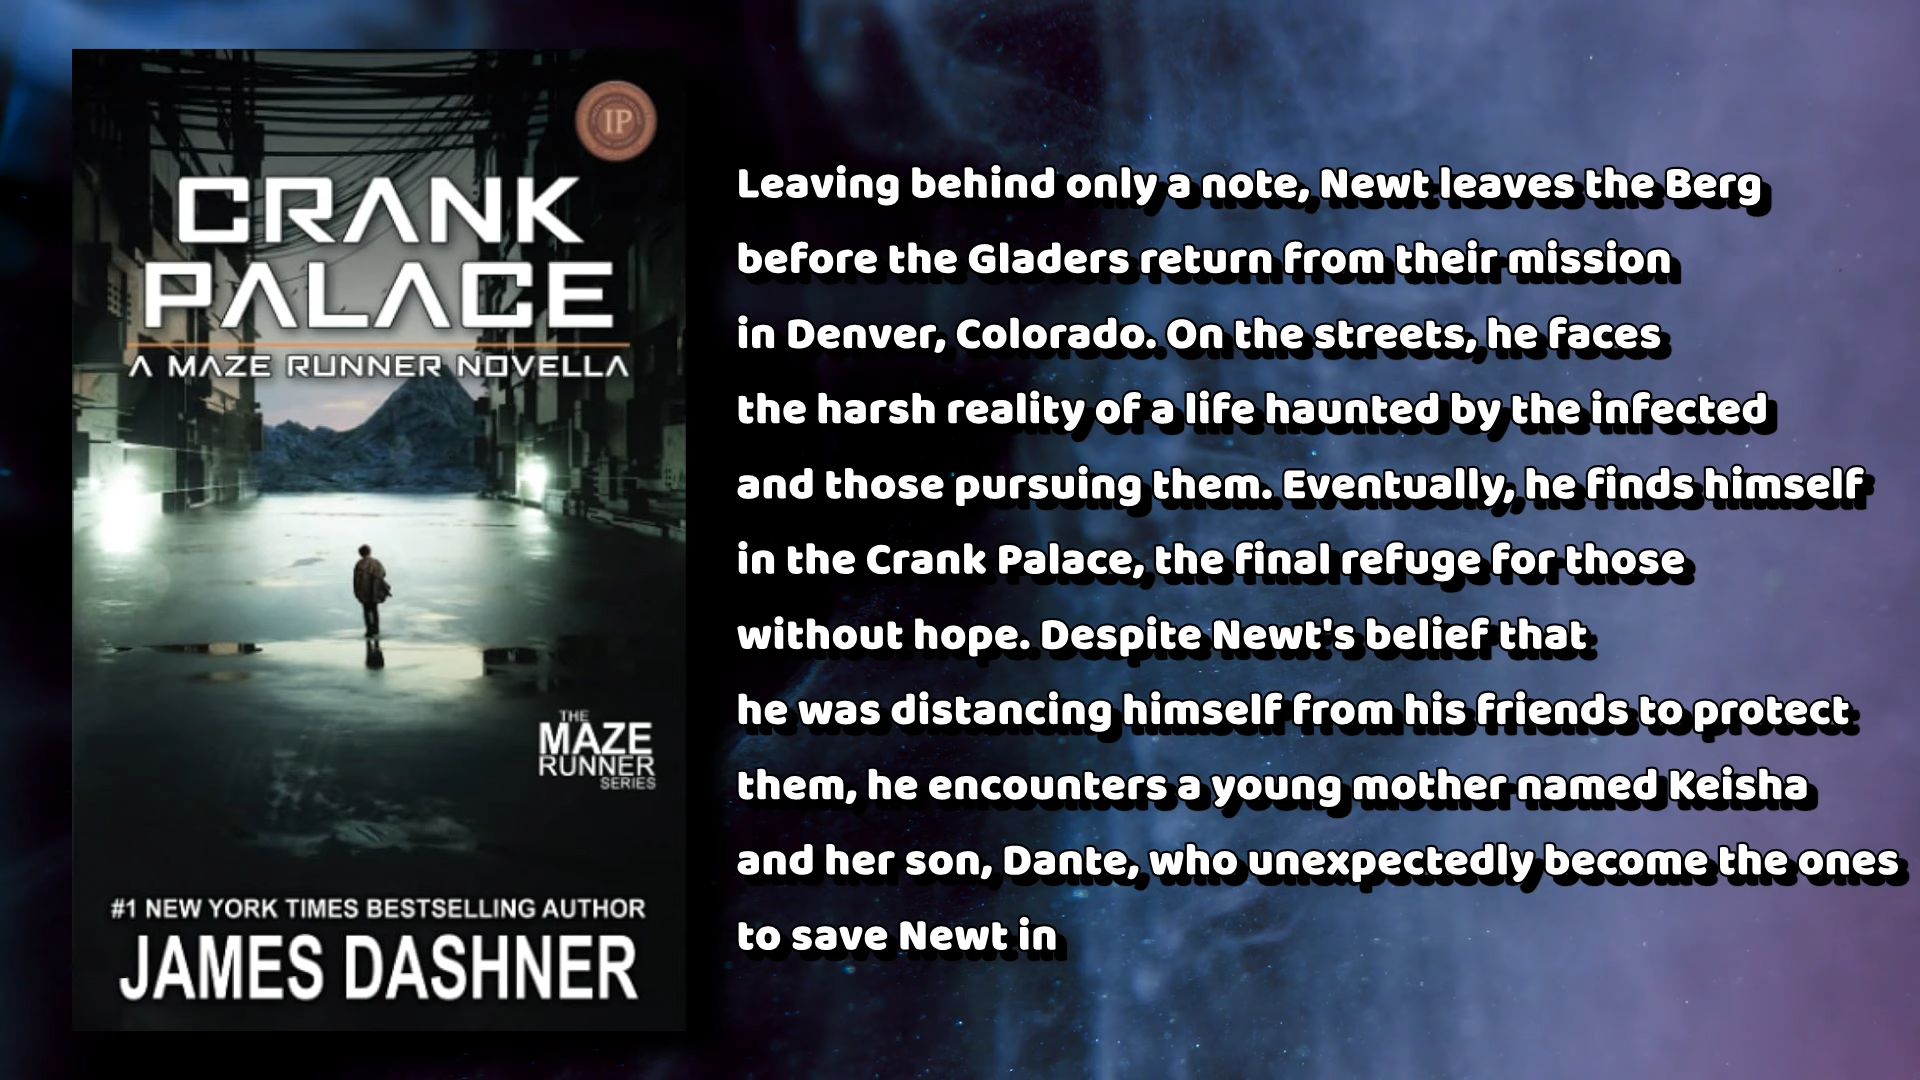 IP
CRANK
PALACE
A MAZE RUNNER NOVELLA
THE
MAZE
RUNNER
SERIES
#1 NEW YORK TIMES BESTSELLING AUTHOR
JAMES DASHNER
Leaving behind only a note, Newt leaves the Berg
before the Gladers return from their mission
in Denver, Colorado. On the streets, he faces
the harsh reality of a life haunted by the infected
and those pursuing them. Eventually, he finds himself
in the Crank Palace, the final refuge for those
without hope. Despite Newt's belief that
he was distancing himself from his friends to protect
them, he encounters a young mother named Keisha
and her son, Dante, who unexpectedly become the ones
to save Newt in